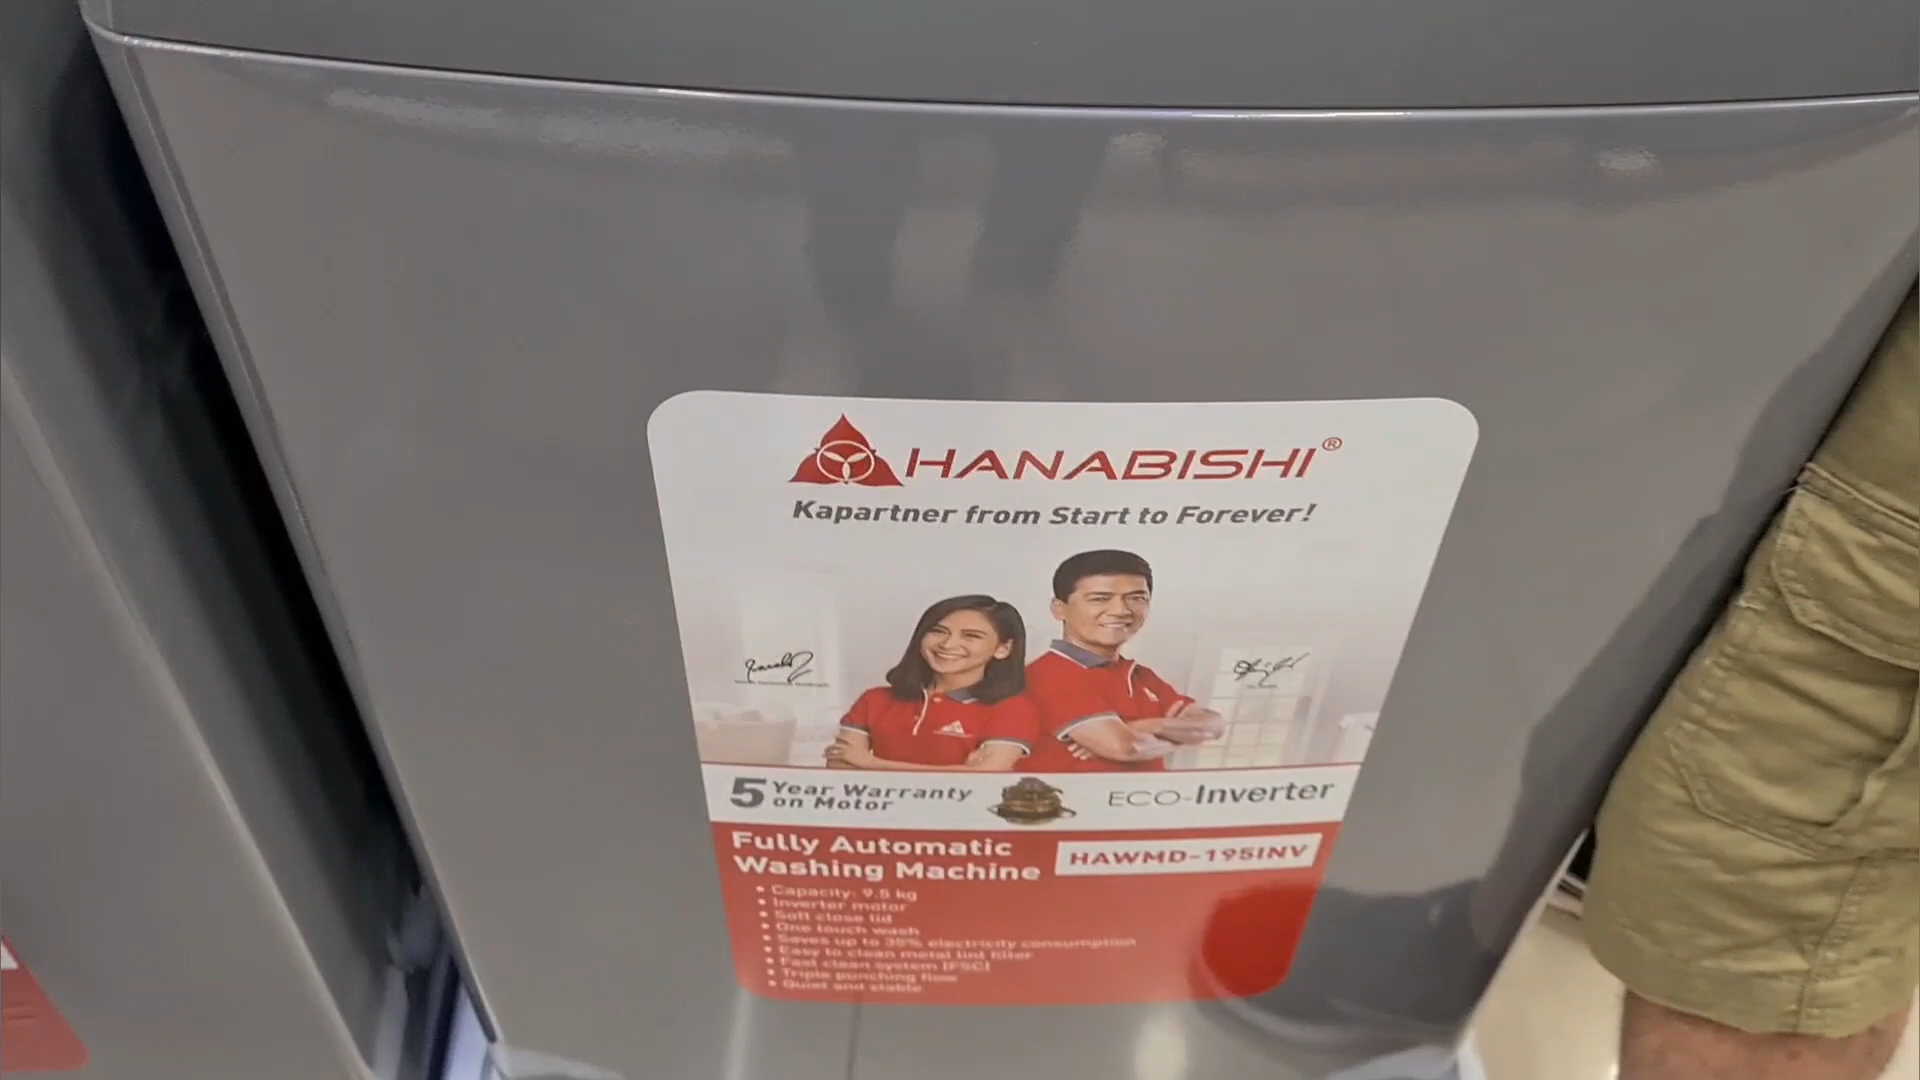 HANABISHI®
Kapartner from Start to Forever!
5 Year Warranty
on Motor
ECO-Inverter
Fully Automatic
Washing Machine
HAWMD-195INV
• Capacity: 9.5 kg
• Inverter motor
• Soft close lid
• One touch wash
• Saves up to 35% electricity consumption
• Easy to clean metal lint filter
• Fast clean system (FSC)
• Triple punching flow
• Quiet and stable